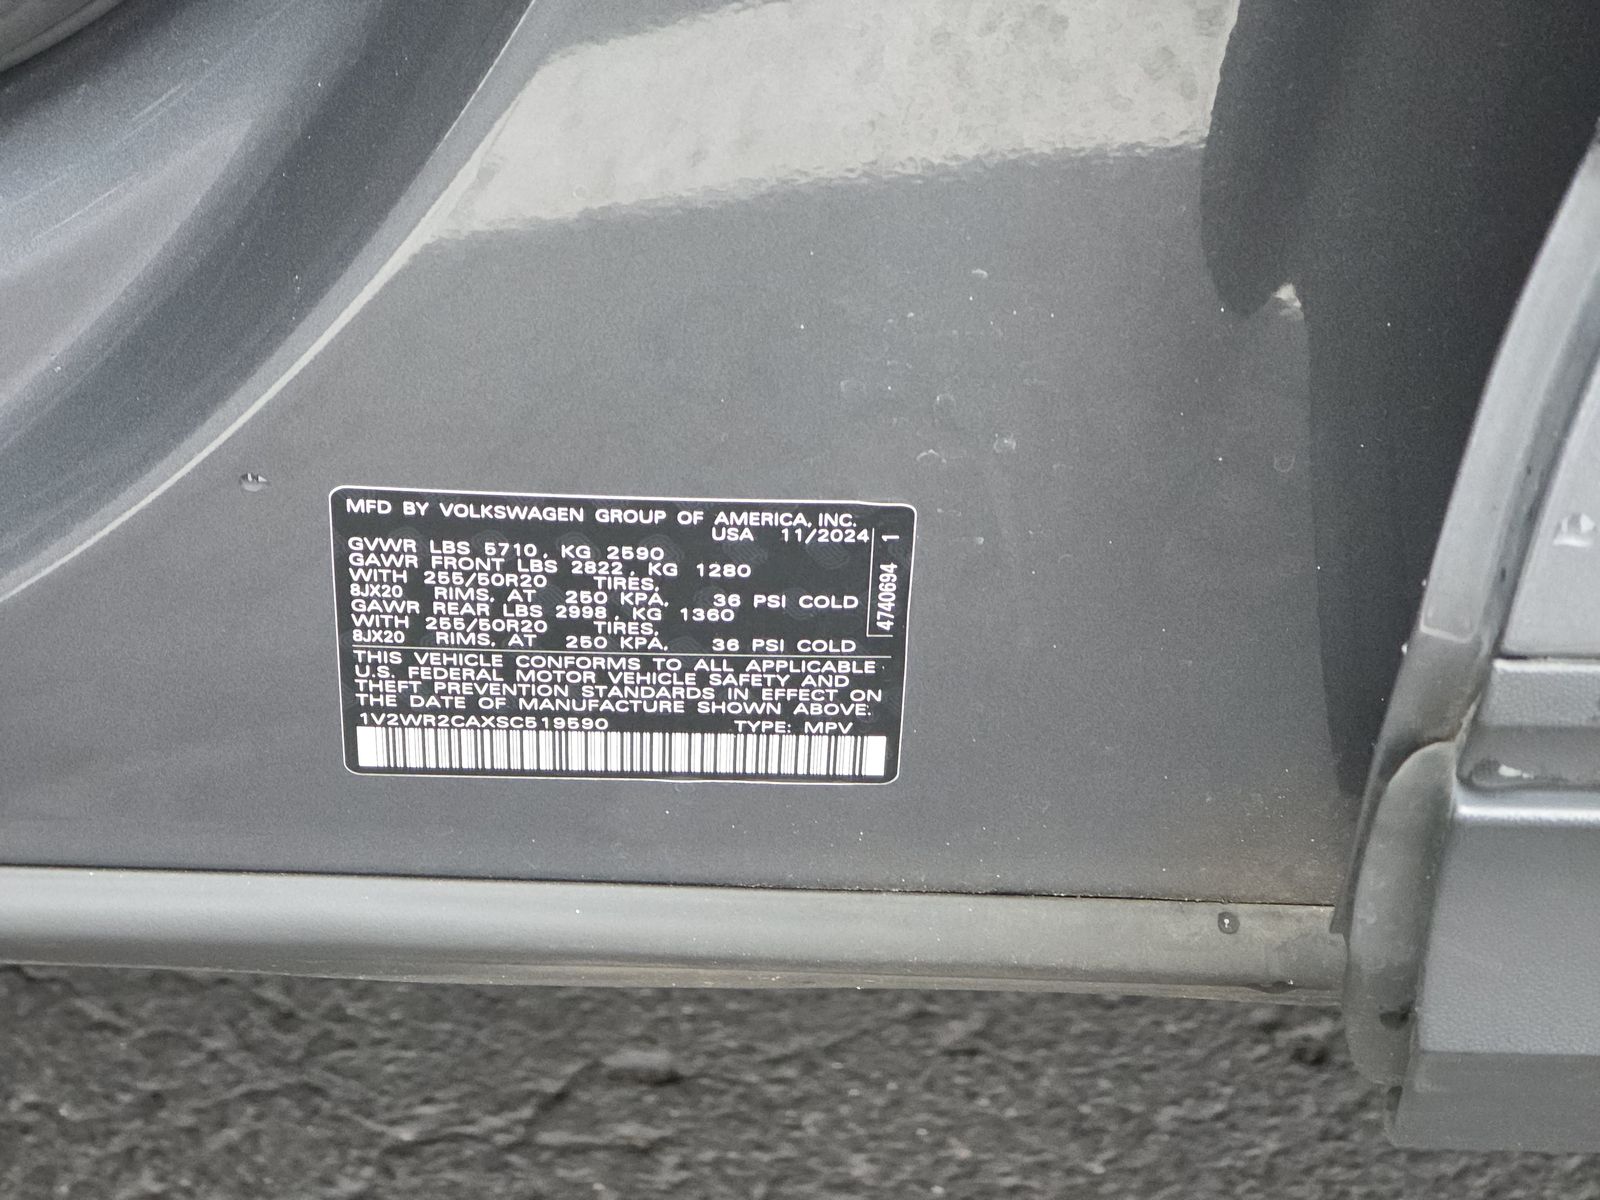 MFD BY VOLKSWAGEN GROUP OF AMERICA, INC.
USA 11/2024
GVWR LBS 5710, KG 2590
GAWR FRONT LBS 2822, KG 1280
WITH 255/50R20 TIRES,
8JX20 RIMS, AT 250 KPA, 36 PSI COLD
GAWR REAR LBS 2998, KG 1360
WITH 255/50R20 TIRES,
8JX20 RIMS, AT 250 KPA, 36 PSI COLD
THIS VEHICLE CONFORMS TO ALL APPLICABLE
U.S. FEDERAL MOTOR VEHICLE SAFETY AND
THEFT PREVENTION STANDARDS IN EFFECT ON
THE DATE OF MANUFACTURE SHOWN ABOVE.
1V2WR2CAXSC519590 TYPE: MPV
4740694 1